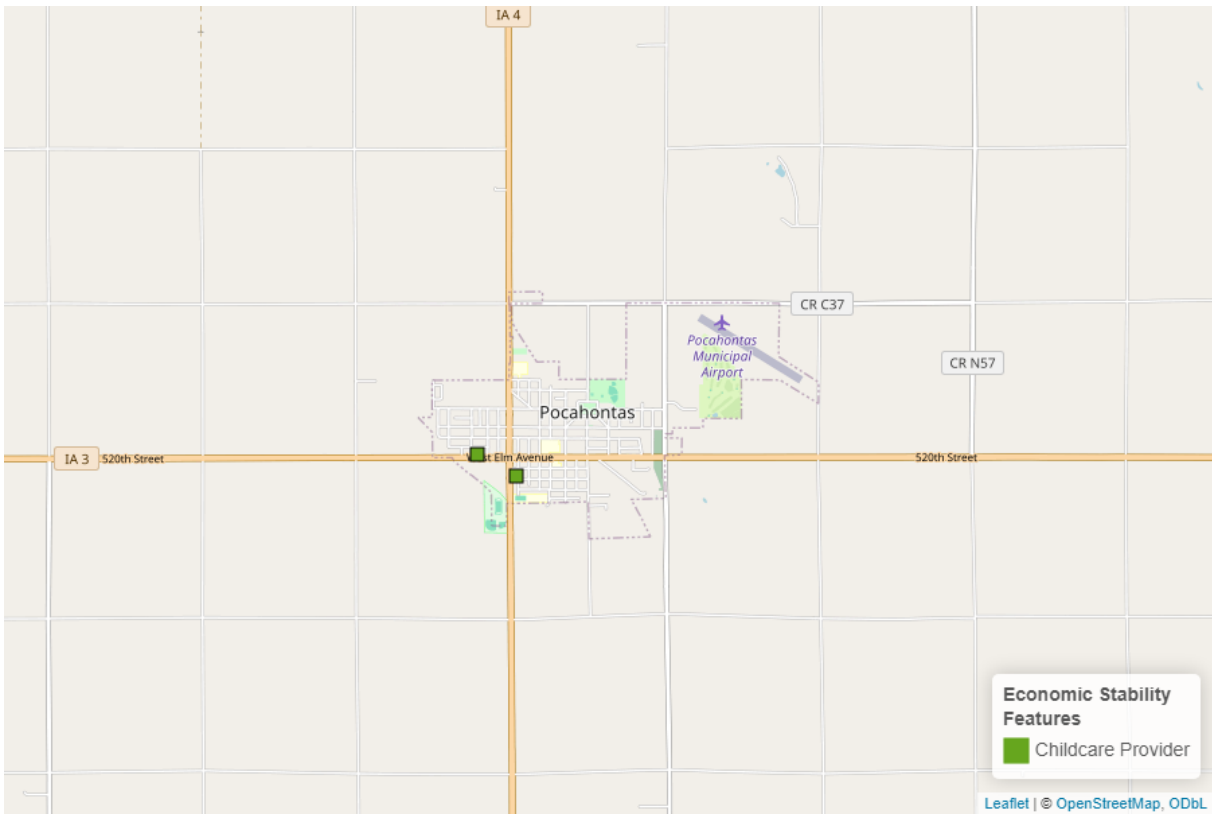 IA 4
CR C37
Pocahontas
Municipal
Airport
CR N57
Pocahontas
IA 3
520th Street
West Elm Avenue
520th Street
Economic Stability
Features
Childcare Provider
Leaflet | © OpenStreetMap, ODbL